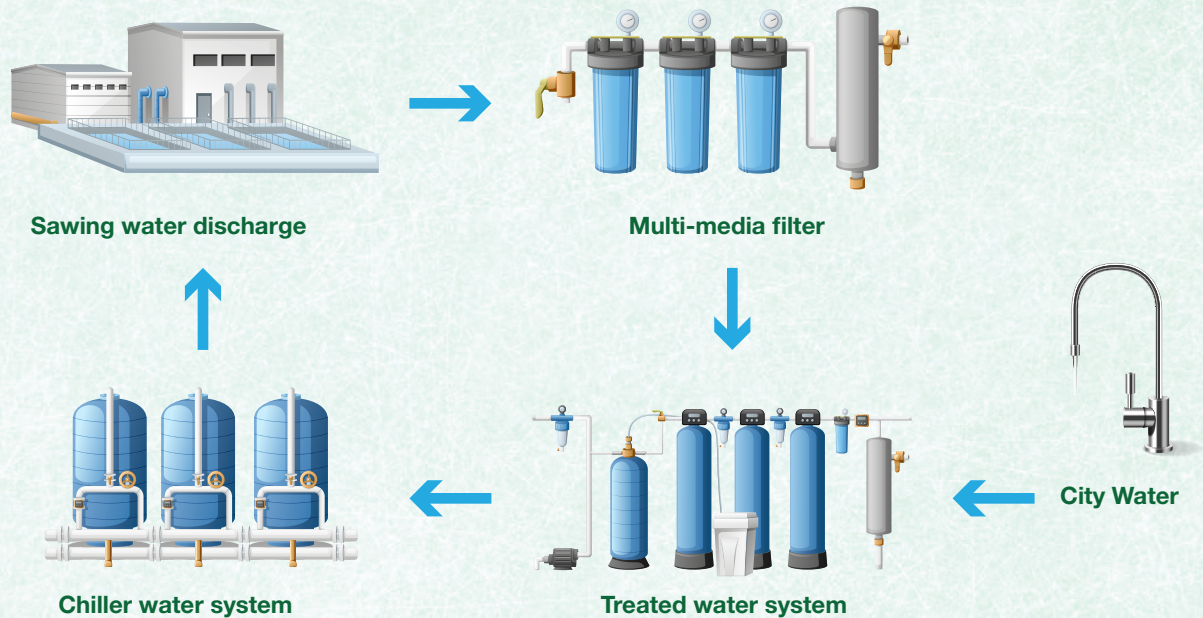 Sawing water discharge
Multi-media filter
City Water
Chiller water system
Treated water system